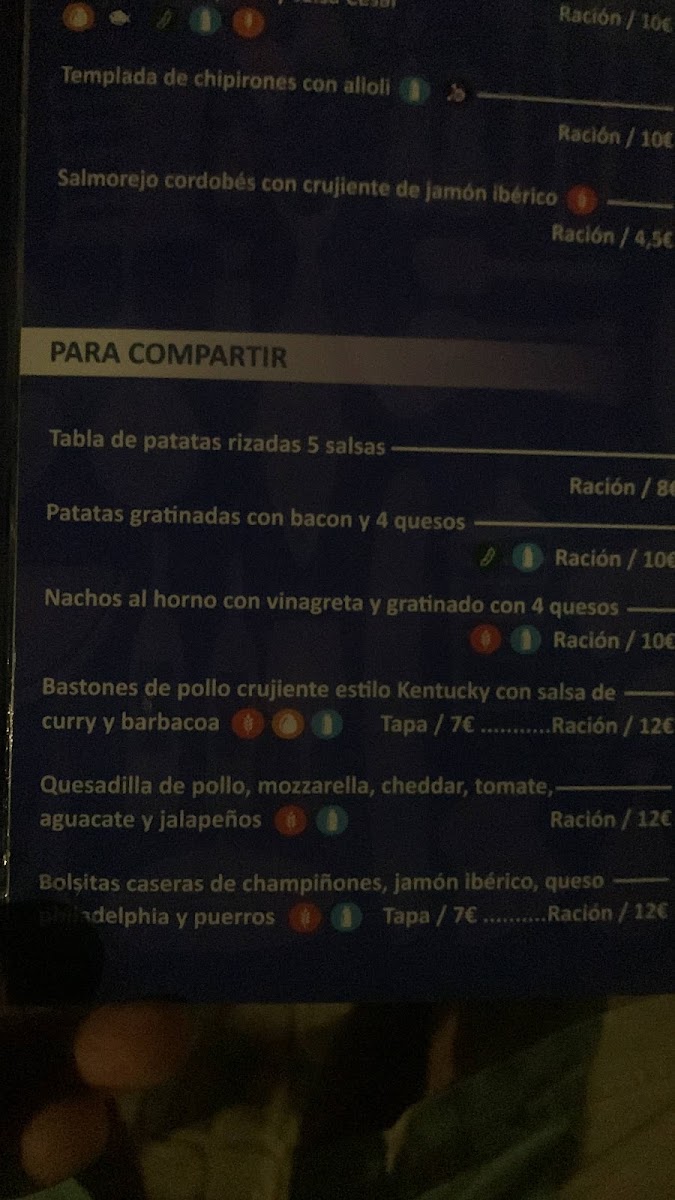 Ración / 10€
Templada de chipirones con alloli
Ración / 10€
Salmorejo cordobés con crujiente de jamón ibérico
Ración / 4,5€
PARA COMPARTIR
Tabla de patatas rizadas 5 salsas
Ración / 8€
Patatas gratinadas con bacon y 4 quesos
Ración / 10€
Nachos al horno con vinagreta y gratinado con 4 quesos
Ración / 10€
Bastones de pollo crujiente estilo Kentucky con salsa de
curry y barbacoa Tapa / 7€ ...........Ración / 12€
Quesadilla de pollo, mozzarella, cheddar, tomate,
aguacate y jalapeños Ración / 12€
Bolsitas caseras de champiñones, jamón ibérico, queso
philadelphia y puerros Tapa / 7€ ..........Ración / 12€